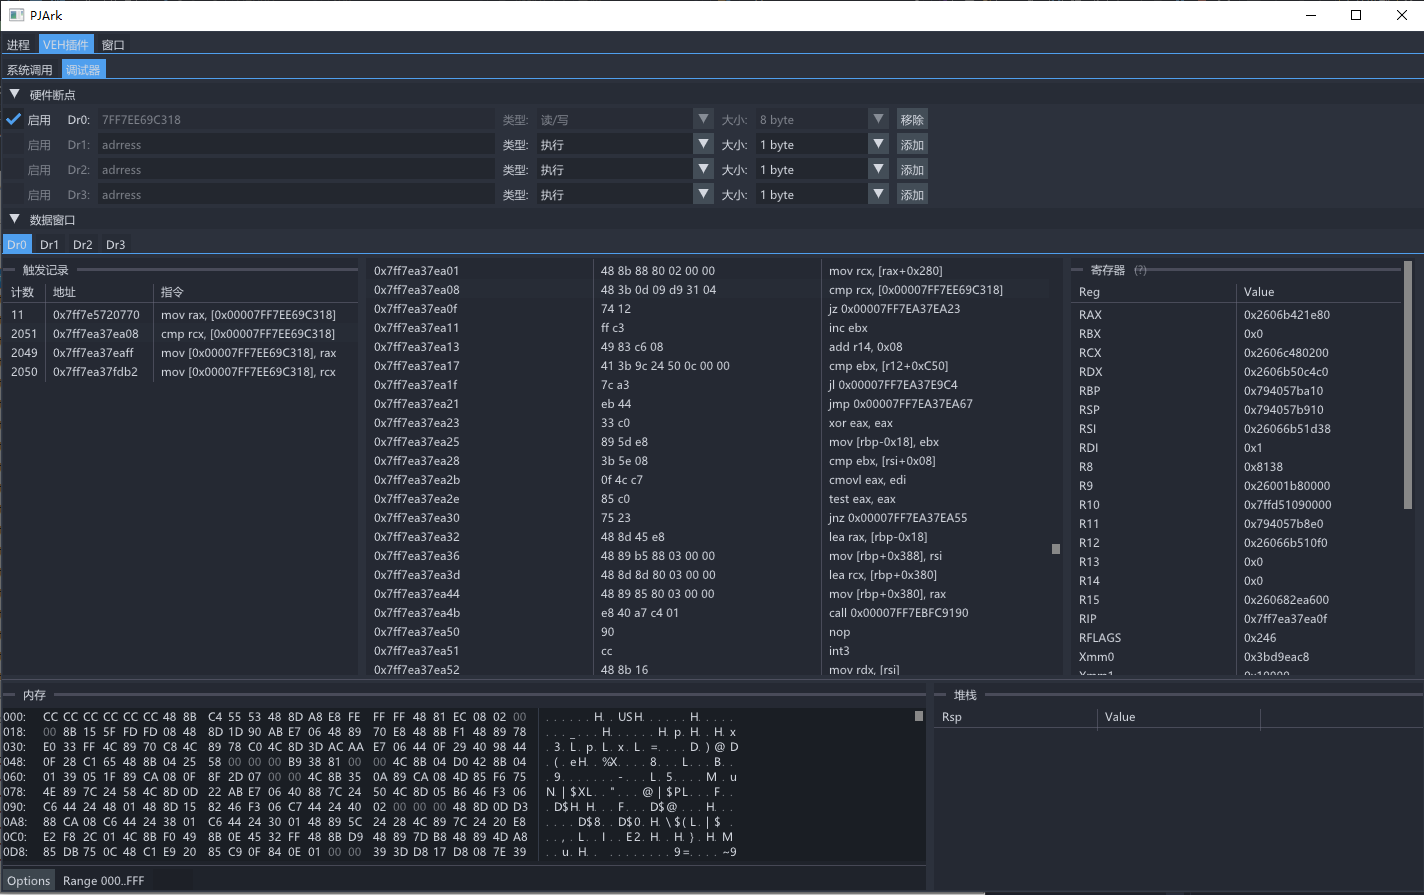 PJArk
进程 VEH插件 窗口
系统调用 调试器
硬件断点
启用 Dr0: 7FF7EE69C318 类型: 读/写 大小: 8 byte 移除
启用 Dr1: adrress 类型: 执行 大小: 1 byte 添加
启用 Dr2: adrress 类型: 执行 大小: 1 byte 添加
启用 Dr3: adrress 类型: 执行 大小: 1 byte 添加
数据窗口
Dr0 Dr1 Dr2 Dr3
触发记录
计数 地址 指令
11 0x7ff7e5720770 mov rax, [0x00007FF7EE69C318]
2051 0x7ff7ea37ea08 cmp rcx, [0x00007FF7EE69C318]
2049 0x7ff7ea37eaff mov [0x00007FF7EE69C318], rax
2050 0x7ff7ea37fdb2 mov [0x00007FF7EE69C318], rcx
0x7ff7ea37ea01 48 8b 88 80 02 00 00 mov rcx, [rax+0x280]
0x7ff7ea37ea08 48 3b 0d 09 d9 31 04 cmp rcx, [0x00007FF7EE69C318]
0x7ff7ea37ea0f 74 12 jz 0x00007FF7EA37EA23
0x7ff7ea37ea11 ff c3 inc ebx
0x7ff7ea37ea13 49 83 c6 08 add r14, 0x08
0x7ff7ea37ea17 41 3b 9c 24 50 0c 00 00 cmp ebx, [r12+0xC50]
0x7ff7ea37ea1f 7c a3 jl 0x00007FF7EA37E9C4
0x7ff7ea37ea21 eb 44 jmp 0x00007FF7EA37EA67
0x7ff7ea37ea23 33 c0 xor eax, eax
0x7ff7ea37ea25 89 5d e8 mov [rbp-0x18], ebx
0x7ff7ea37ea28 3b 5e 08 cmp ebx, [rsi+0x08]
0x7ff7ea37ea2b 0f 4c c7 cmovl eax, edi
0x7ff7ea37ea2e 85 c0 test eax, eax
0x7ff7ea37ea30 75 23 jnz 0x00007FF7EA37EA55
0x7ff7ea37ea32 48 8d 45 e8 lea rax, [rbp-0x18]
0x7ff7ea37ea36 48 89 b5 88 03 00 00 mov [rbp+0x388], rsi
0x7ff7ea37ea3d 48 8d 8d 80 03 00 00 lea rcx, [rbp+0x380]
0x7ff7ea37ea44 48 89 85 80 03 00 00 mov [rbp+0x380], rax
0x7ff7ea37ea4b e8 40 a7 c4 01 call 0x00007FF7EBFC9190
0x7ff7ea37ea50 90 nop
0x7ff7ea37ea51 cc int3
0x7ff7ea37ea52 48 8b 16 mov rdx, [rsi]
寄存器 (?)
Reg Value
RAX 0x2606b421e80
RBX 0x0
RCX 0x2606c480200
RDX 0x2606b50c4c0
RBP 0x794057ba10
RSP 0x794057b910
RSI 0x26066b51d38
RDI 0x1
R8 0x8138
R9 0x26001b80000
R10 0x7ffd51090000
R11 0x794057b8e0
R12 0x26066b510f0
R13 0x0
R14 0x0
R15 0x260682ea600
RIP 0x7ff7ea37ea0f
RFLAGS 0x246
Xmm0 0x3bd9eac8
内存
000: CC CC CC CC CC CC 48 8B C4 55 53 48 8D A8 E8 FE FF FF 48 81 EC 08 02 00 ......H.USH......H.....
018: 00 8B 15 5F FD FD 08 48 8D 1D 90 AB E7 06 48 89 70 E8 48 8B F1 48 89 78 ..._...H......H.p.H..H.x
030: E0 33 FF 4C 89 70 C8 4C 89 78 C0 4C 8D 3D AC AA E7 06 44 0F 29 40 98 44 .3.L.p.L.x.L.=....D.)@.D
048: 0F 28 C1 65 48 8B 04 25 58 00 00 00 B9 38 81 00 00 4C 8B 04 D0 42 8B 04 .(.eH..%X....8...L...B..
060: 01 39 05 1F 89 CA 08 0F 8F 2D 07 00 00 4C 8B 35 0A 89 CA 08 4D 85 F6 75 .9.......-...L.5....M..u
078: 4E 89 7C 24 58 4C 8D 0D 22 AB E7 06 40 88 7C 24 50 4C 8D 05 B6 46 F3 06 N.|$XL.."...@.|$PL...F..
090: C6 44 24 48 01 48 8D 15 82 46 F3 06 C7 44 24 40 02 00 00 00 48 8D 0D D3 .D$H.H...F...D$@....H...
0A8: 88 CA 08 C6 44 24 38 01 C6 44 24 30 01 48 89 5C 24 28 4C 89 7C 24 20 E8 ....D$8..D$0.H.\$(L.|$ .
0C0: E2 F8 2C 01 4C 8B F0 49 8B 0E 45 32 FF 48 8B D9 48 89 7D B8 48 89 4D A8 ..,.L..I..E2.H..H.}.H.M.
0D8: 85 DB 75 0C 48 C1 E9 20 85 C9 0F 84 0E 01 00 00 39 3D D8 17 D8 08 7E 39 ..u.H.. ........9=....~9
Options Range 000..FFF
堆栈
Rsp Value